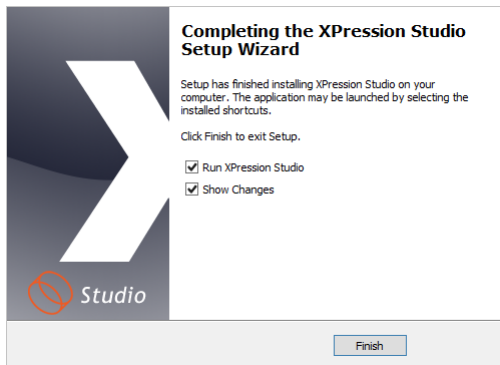 Completing the XPression Studio
Setup Wizard
Setup has finished installing XPression Studio on your
computer. The application may be launched by selecting the
installed shortcuts.
Click Finish to exit Setup.
Run XPression Studio
Show Changes
Studio
Finish